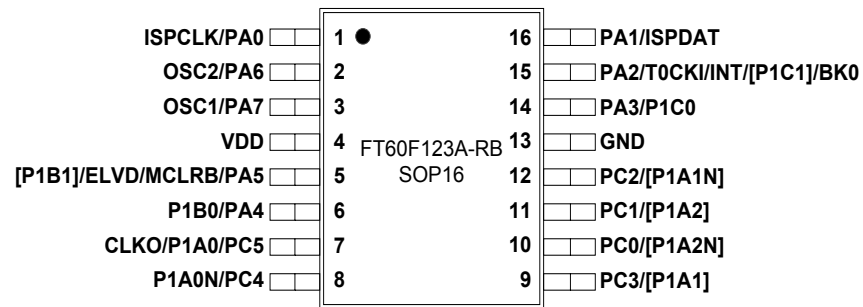 ISPCLK/PA0 1 16 PA1/ISPDAT
OSC2/PA6 2 15 PA2/T0CKI/INT/[P1C1]/BK0
OSC1/PA7 3 14 PA3/P1C0
VDD 4 13 GND
FT60F123A-RB
SOP16
[P1B1]/ELVD/MCLRB/PA5 5 12 PC2/[P1A1N]
P1B0/PA4 6 11 PC1/[P1A2]
CLKO/P1A0/PC5 7 10 PC0/[P1A2N]
P1A0N/PC4 8 9 PC3/[P1A1]